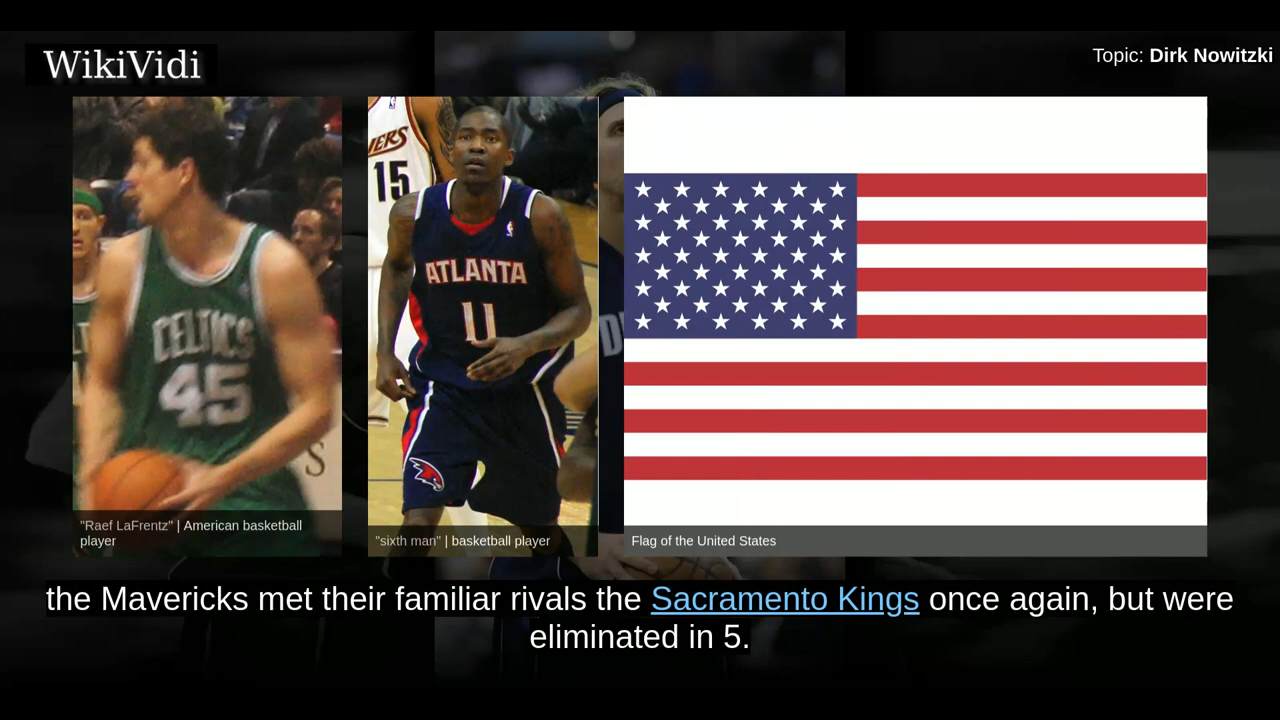 WikiVidi
Topic: Dirk Nowitzki
ERS
15
CELTICS
45
ATLANTA
11
D
S
"Raef LaFrentz" | American basketball
player
"sixth man" | basketball player
Flag of the United States
the Mavericks met their familiar rivals the Sacramento Kings once again, but were
eliminated in 5.